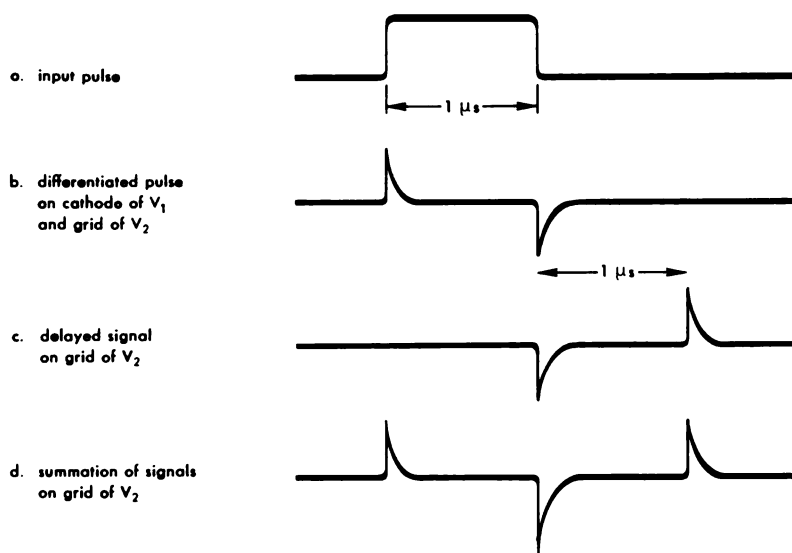 a. input pulse
1 μs
b. differentiated pulse
on cathode of V₁
and grid of V₂
1 μs
c. delayed signal
on grid of V₂
d. summation of signals
on grid of V₂